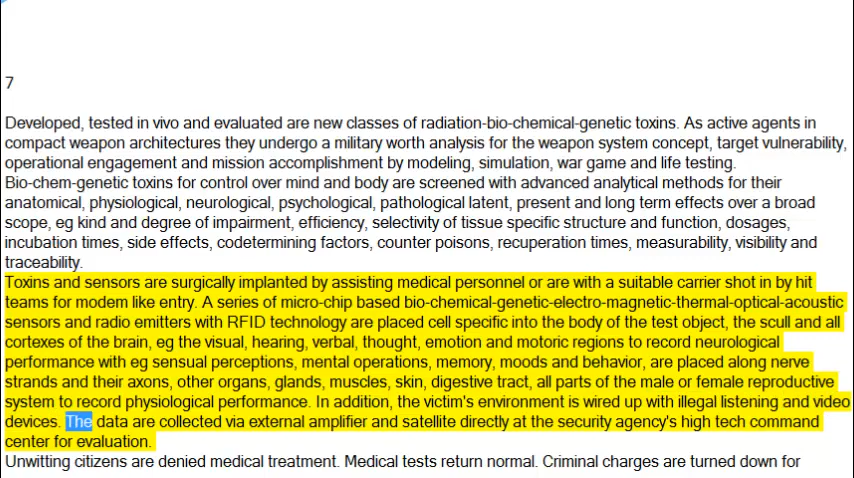 7
Developed, tested in vivo and evaluated are new classes of radiation-bio-chemical-genetic toxins. As active agents in
compact weapon architectures they undergo a military worth analysis for the weapon system concept, target vulnerability,
operational engagement and mission accomplishment by modeling, simulation, war game and life testing.
Bio-chem-genetic toxins for control over mind and body are screened with advanced analytical methods for their
anatomical, physiological, neurological, psychological, pathological latent, present and long term effects over a broad
scope, eg kind and degree of impairment, efficiency, selectivity of tissue specific structure and function, dosages,
incubation times, side effects, codetermining factors, counter poisons, recuperation times, measurability, visibility and
traceability.
Toxins and sensors are surgically implanted by assisting medical personnel or are with a suitable carrier shot in by hit
teams for modem like entry. A series of micro-chip based bio-chemical-genetic-electro-magnetic-thermal-optical-acoustic
sensors and radio emitters with RFID technology are placed cell specific into the body of the test object, the scull and all
cortexes of the brain, eg the visual, hearing, verbal, thought, emotion and motoric regions to record neurological
performance with eg sensual perceptions, mental operations, memory, moods and behavior, are placed along nerve
strands and their axons, other organs, glands, muscles, skin, digestive tract, all parts of the male or female reproductive
system to record physiological performance. In addition, the victim's environment is wired up with illegal listening and video
devices. The data are collected via external amplifier and satellite directly at the security agency's high tech command
center for evaluation.
Unwitting citizens are denied medical treatment. Medical tests return normal. Criminal charges are turned down for